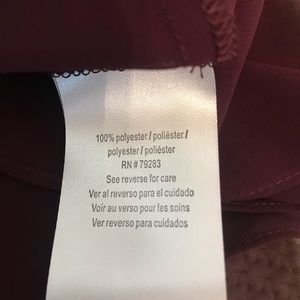 100% polyester / poliéster /
polyester / poliéster
RN # 79283
See reverse for care
Ver al reverso para el cuidado
Voir au verso pour les soins
Ver reverso para cuidados